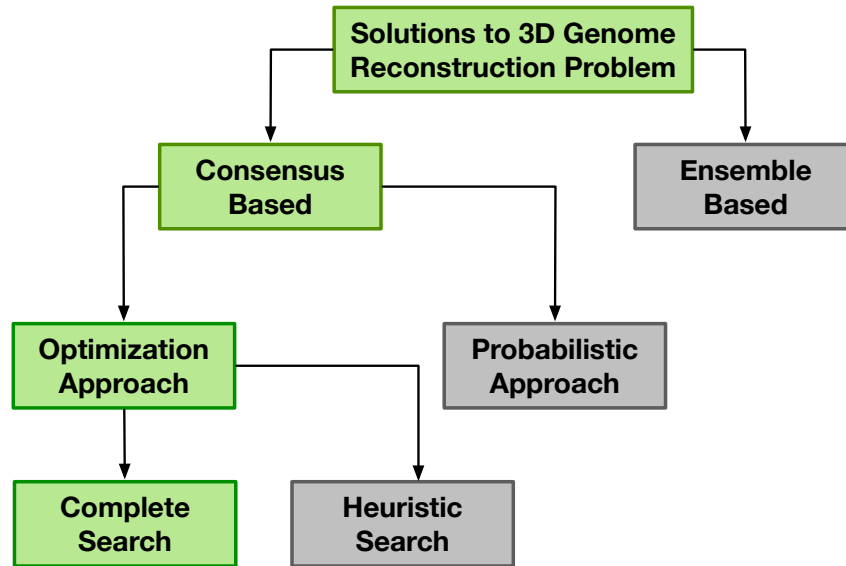 Solutions to 3D Genome
Reconstruction Problem
Consensus
Based
Ensemble
Based
Optimization
Approach
Probabilistic
Approach
Complete
Search
Heuristic
Search